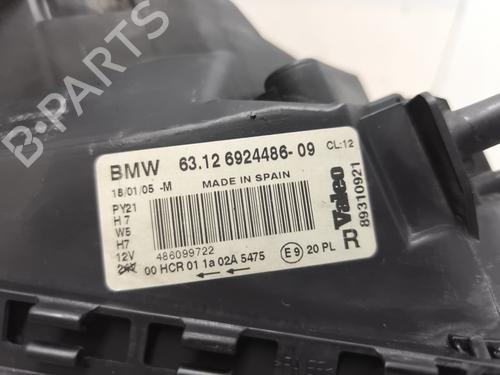 B-PARTS
BMW 63.12 6924486-09 CL:12
18/01/05 -M MADE IN SPAIN
PY21
H7
W5
H7
12V 486099722
24V 00 HCR 01 1a 02A 5475 E9 20 PL
Valeo
R 89310921